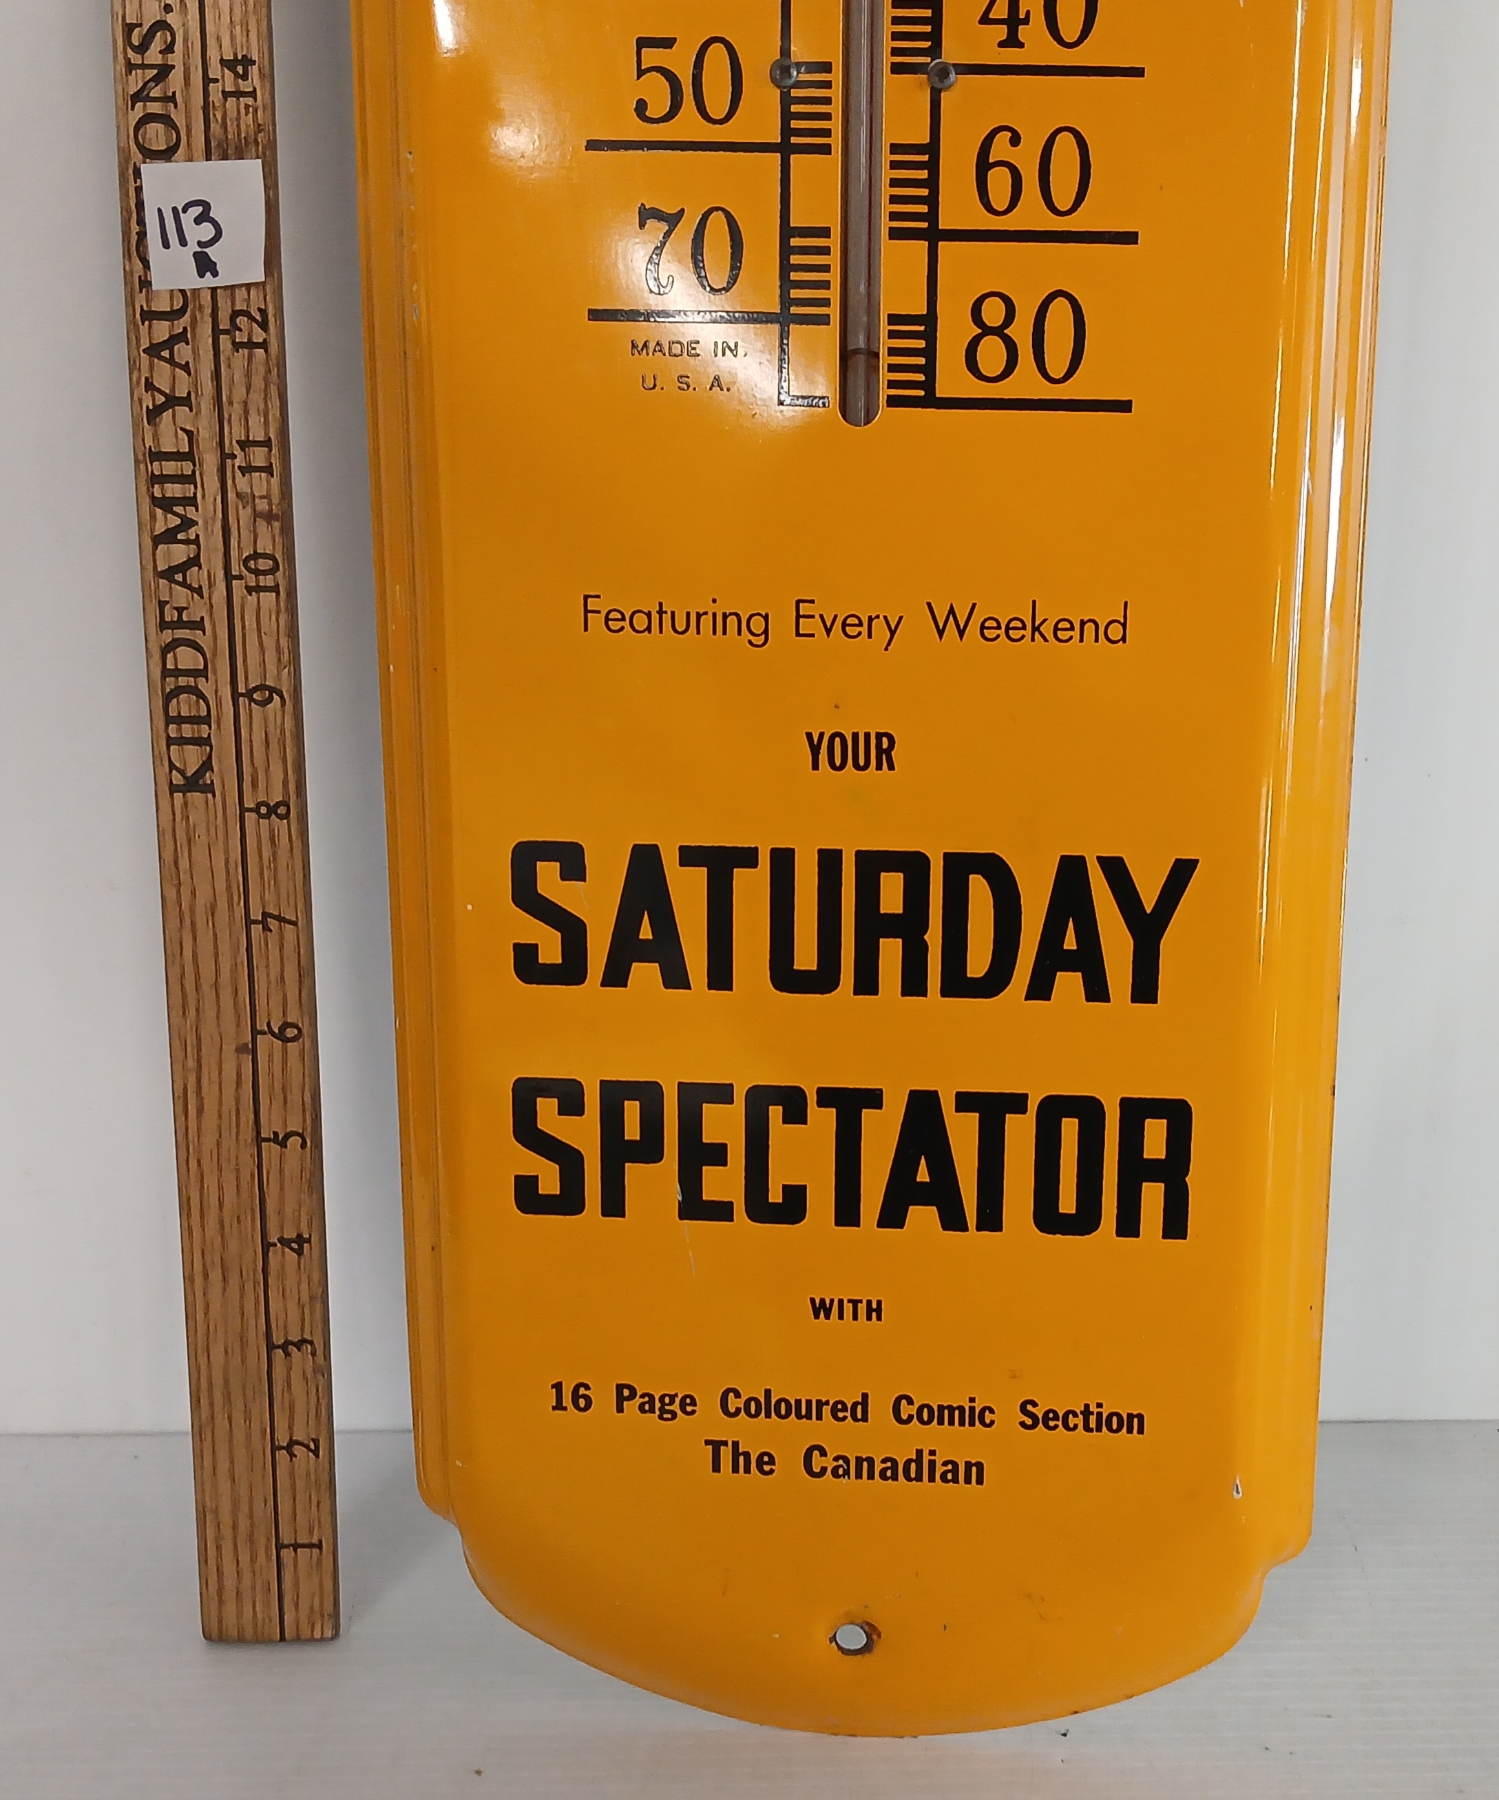 40
50
60
70
80
MADE IN
U. S. A.
Featuring Every Weekend
YOUR
SATURDAY
SPECTATOR
WITH
16 Page Coloured Comic Section
The Canadian
KIDDFAMILYAUCTIONS.
113
A
14
12
11
10
9
8
7
6
5
4
3
2
1